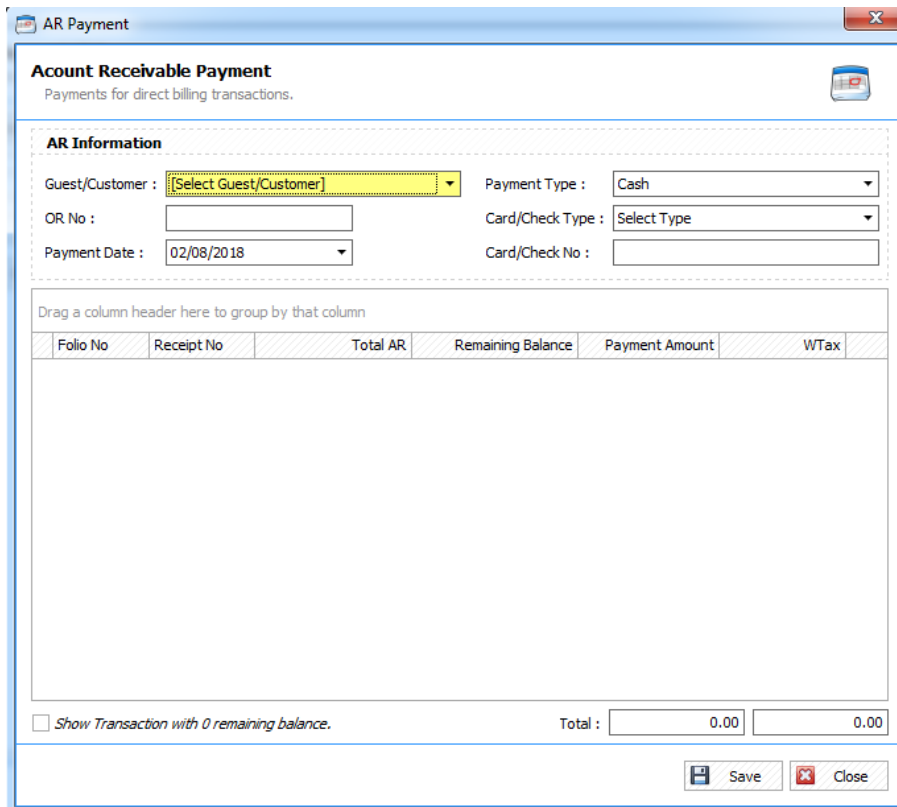 AR Payment
Acount Receivable Payment
Payments for direct billing transactions.
AR Information
Guest/Customer : [Select Guest/Customer] Payment Type : Cash
OR No : Card/Check Type : Select Type
Payment Date : 02/08/2018 Card/Check No :
Drag a column header here to group by that column
Folio No Receipt No Total AR Remaining Balance Payment Amount WTax
Show Transaction with 0 remaining balance. Total : 0.00 0.00
Save Close